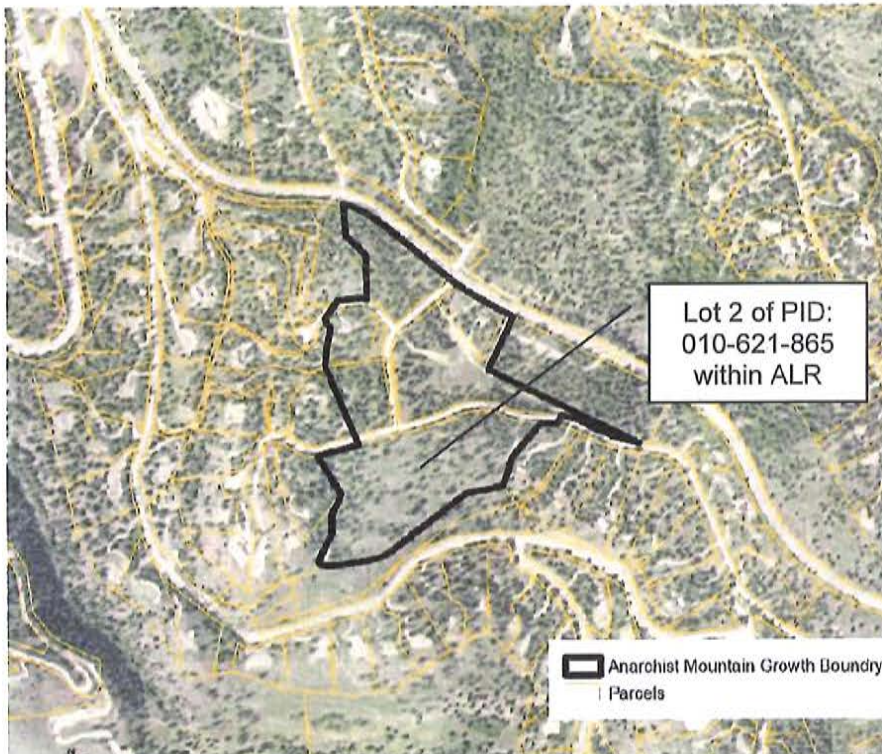 Lot 2 of PID:
010-621-865
within ALR
Anarchist Mountain Growth Boundry
Parcels